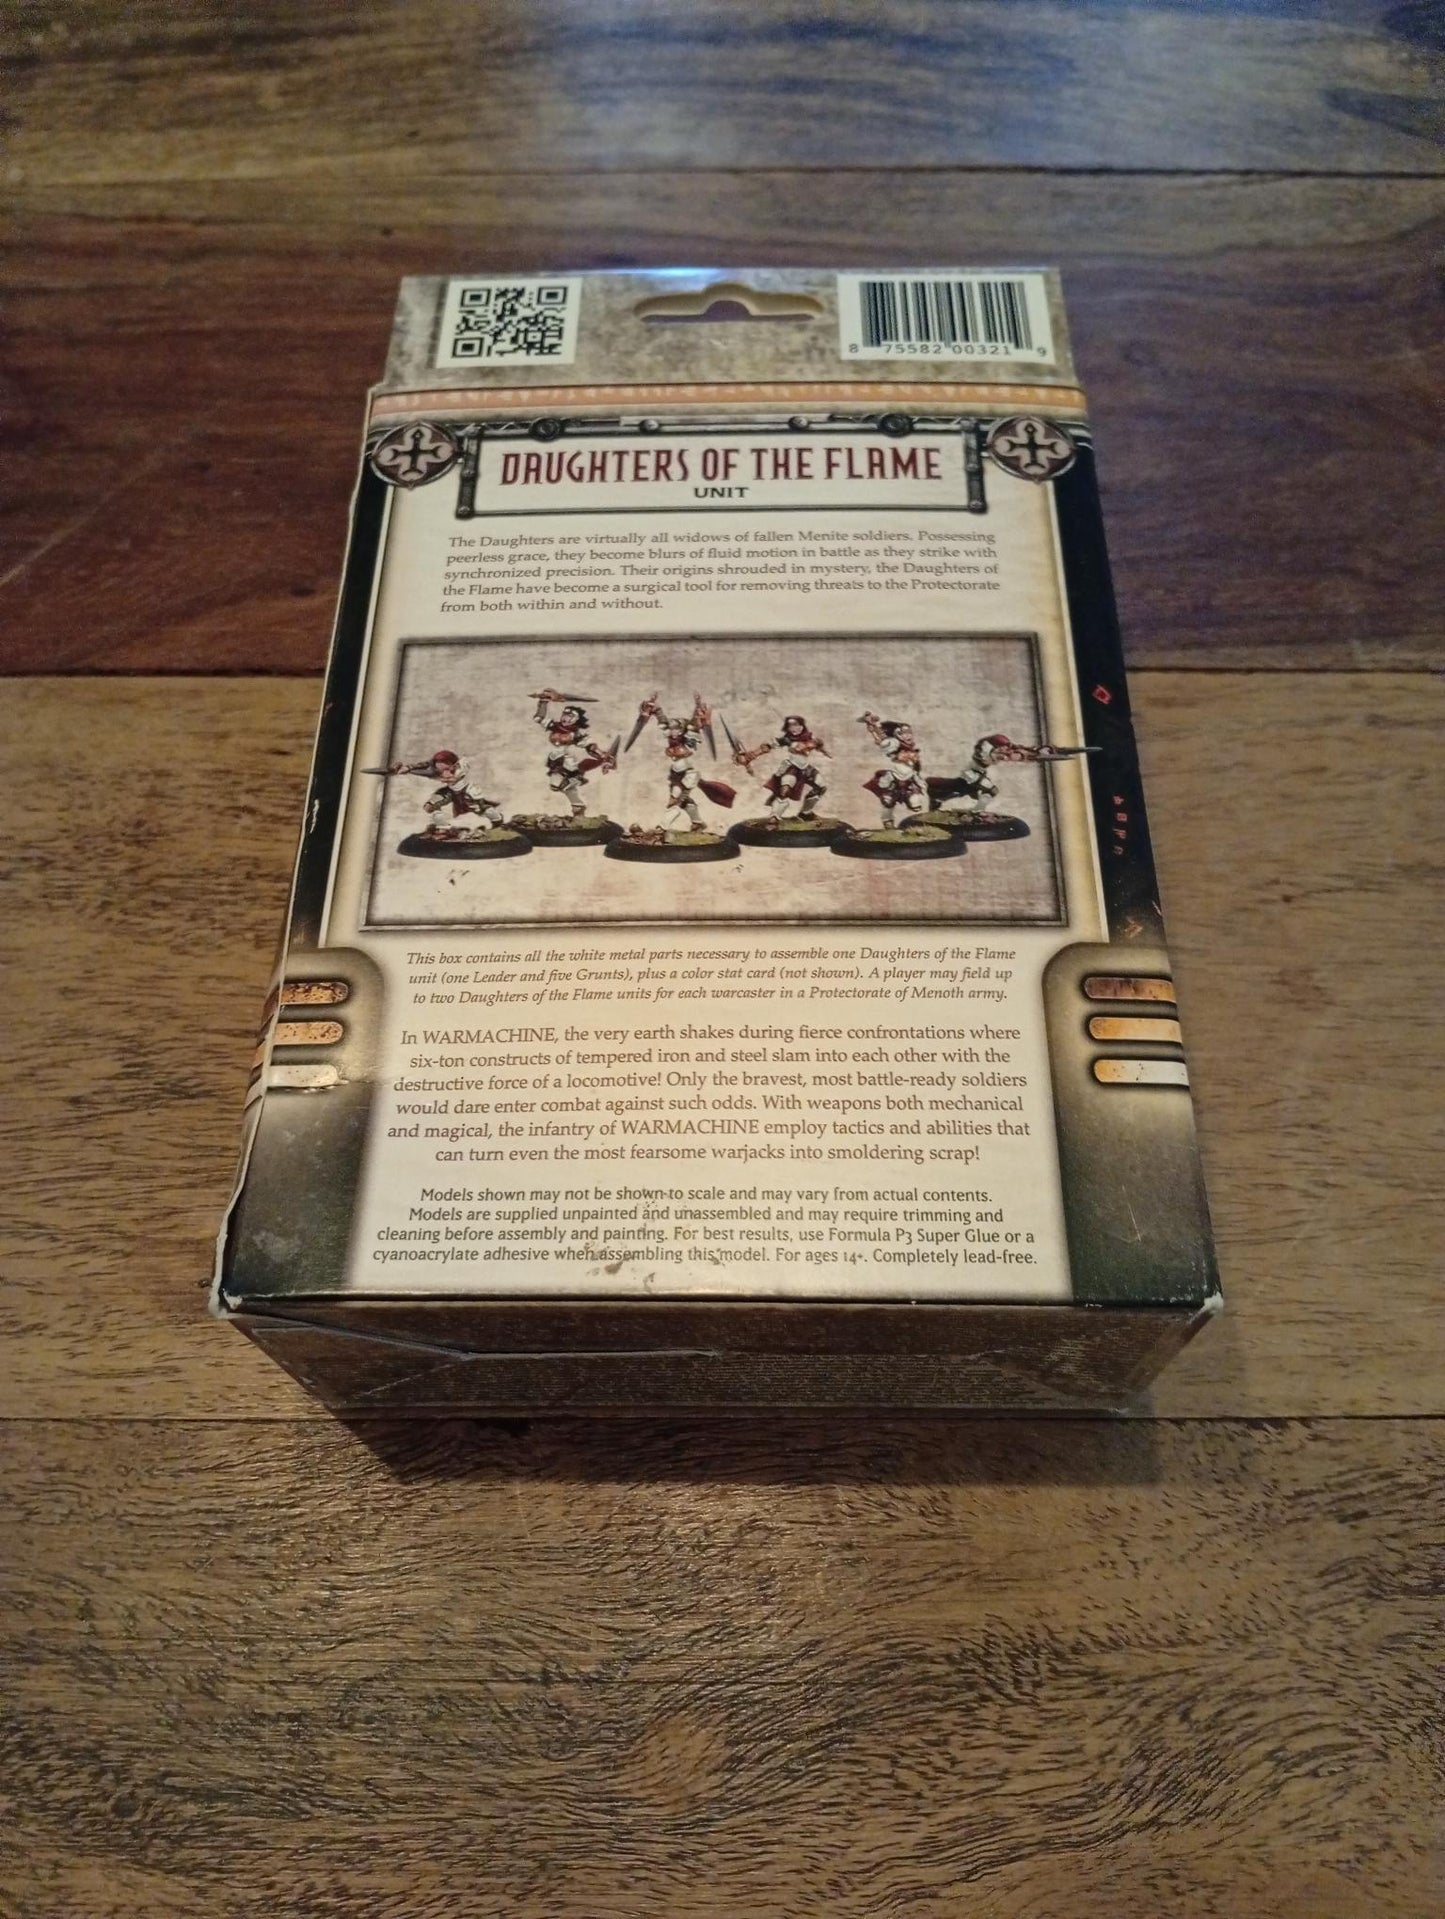 8 75582 00321 9
DAUGHTERS OF THE FLAME
UNIT
The Daughters are virtually all widows of fallen Menite soldiers. Possessing
peerless grace, they become blurs of fluid motion in battle as they strike with
synchronized precision. Their origins shrouded in mystery, the Daughters of
the Flame have become a surgical tool for removing threats to the Protectorate
from both within and without.
This box contains all the white metal parts necessary to assemble one Daughters of the Flame
unit (one Leader and five Grunts), plus a color stat card (not shown). A player may field up
to two Daughters of the Flame units for each warcaster in a Protectorate of Menoth army.
In WARMACHINE, the very earth shakes during fierce confrontations where
six-ton constructs of tempered iron and steel slam into each other with the
destructive force of a locomotive! Only the bravest, most battle-ready soldiers
would dare enter combat against such odds. With weapons both mechanical
and magical, the infantry of WARMACHINE employ tactics and abilities that
can turn even the most fearsome warjacks into smoldering scrap!
Models shown may not be shown to scale and may vary from actual contents.
Models are supplied unpainted and unassembled and may require trimming and
cleaning before assembly and painting. For best results, use Formula P3 Super Glue or a
cyanoacrylate adhesive when assembling this model. For ages 14+. Completely lead-free.